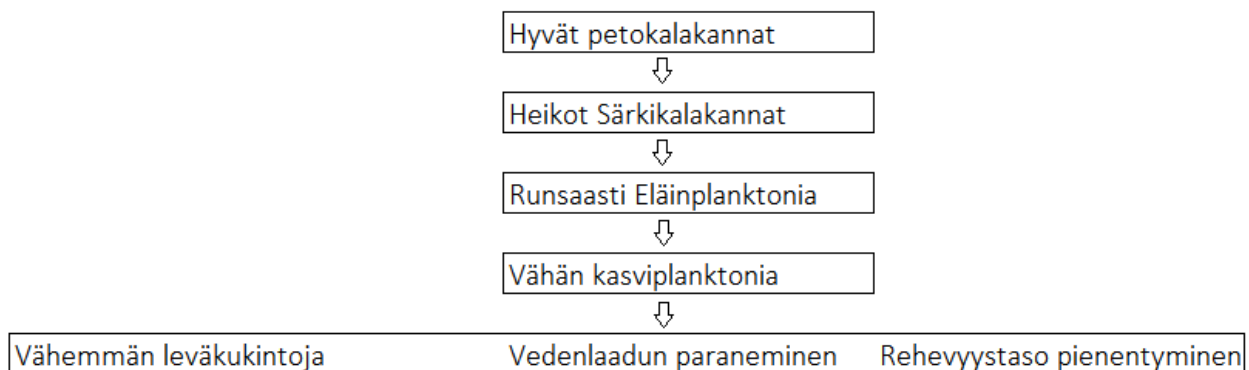 Hyvät petokalakannat
Heikot Särkikalakannat
Runsaasti Eläinplanktonia
Vähän kasviplanktonia
Vähemmän leväkukintoja Vedenlaadun paraneminen Rehevyystaso pienentyminen